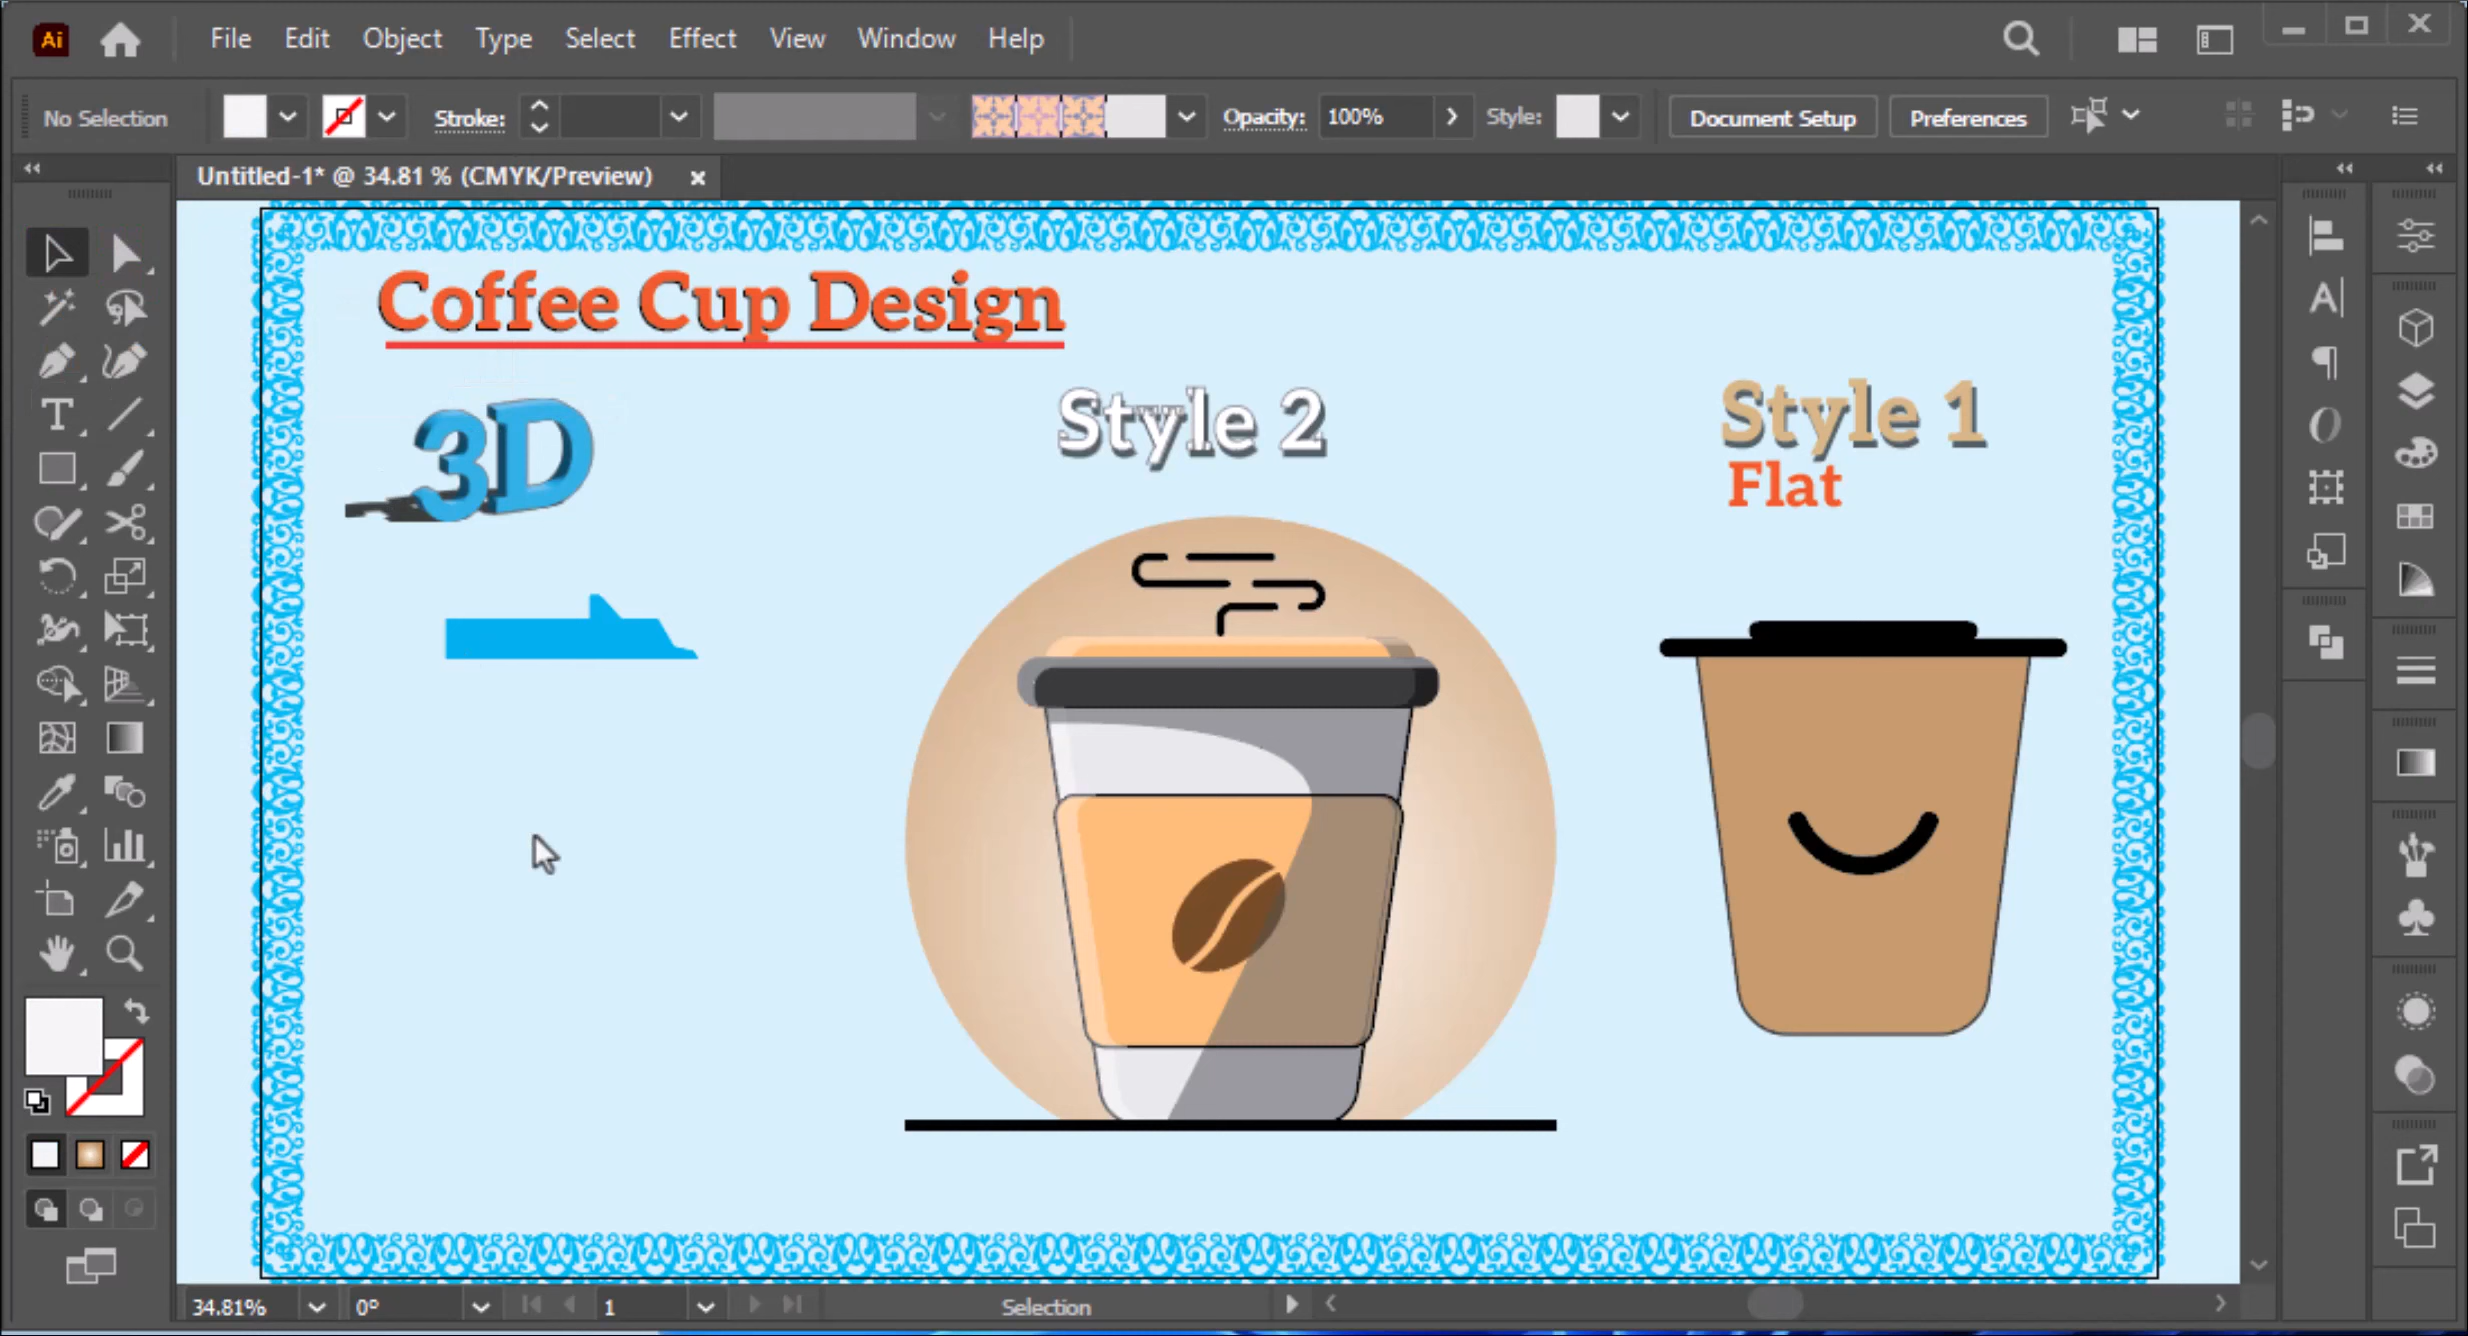 Ai File Edit Object Type Select Effect View Window Help
No Selection Stroke: Opacity: 100% Style: Document Setup Preferences
Untitled-1* @ 34.81 % (CMYK/Preview)
Coffee Cup Design
3D
Style 2
Style 1
Flat
34.81% 0° 1 Selection